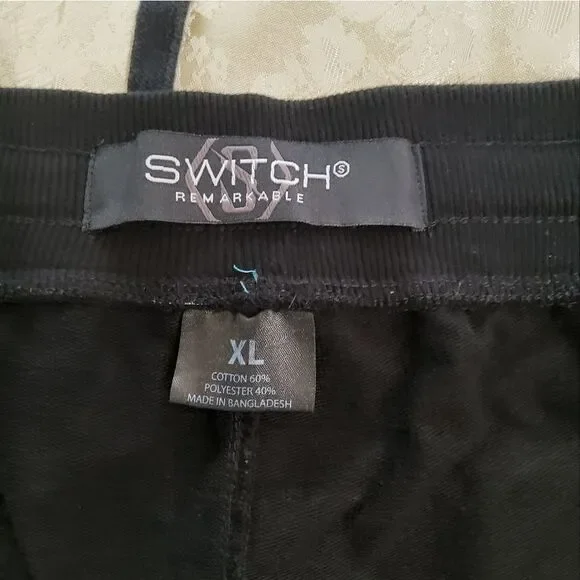 SWITCH Ⓢ
REMARKABLE
XL
COTTON 60%
POLYESTER 40%
MADE IN BANGLADESH